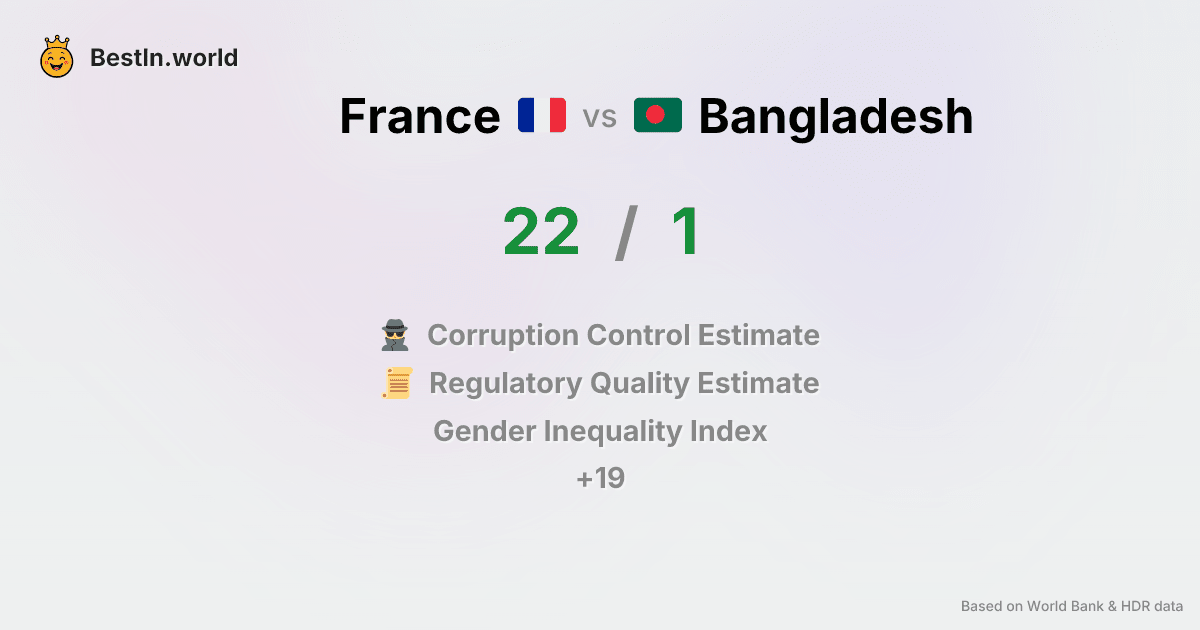 BestIn.world
France vs Bangladesh
22 / 1
Corruption Control Estimate
Regulatory Quality Estimate
Gender Inequality Index
+19
Based on World Bank & HDR data